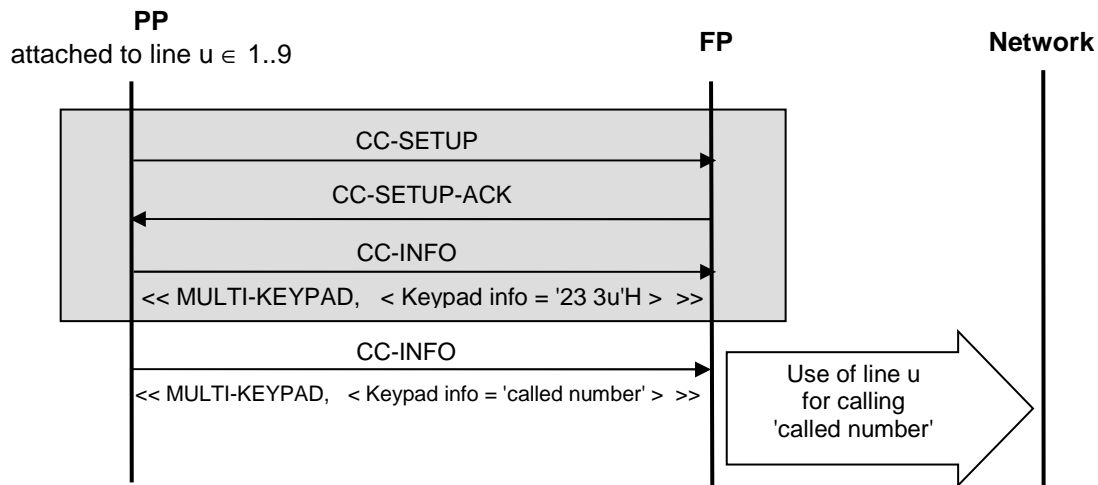 PP
attached to line u ∈ 1..9
FP
Network
CC-SETUP
CC-SETUP-ACK
CC-INFO
<< MULTI-KEYPAD, < Keypad info = '23 3u'H > >>
CC-INFO
<< MULTI-KEYPAD, < Keypad info = 'called number' > >>
Use of line u
for calling
'called number'